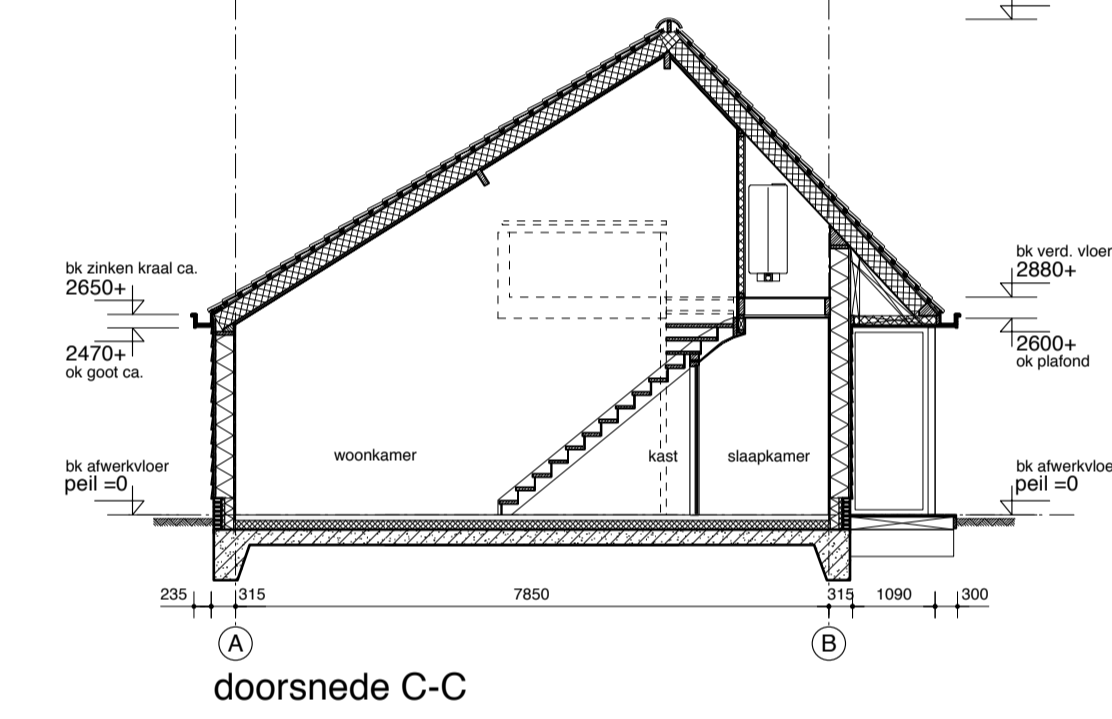 bk zinken kraal ca.
2650+
2470+
ok goot ca.
bk afwerkvloer
peil =0
bk verd. vloer
2880+
2600+
ok plafond
bk afwerkvloe
peil =0
woonkamer
kast
slaapkamer
235
315
7850
315
1090
300
A
B
doorsnede C-C